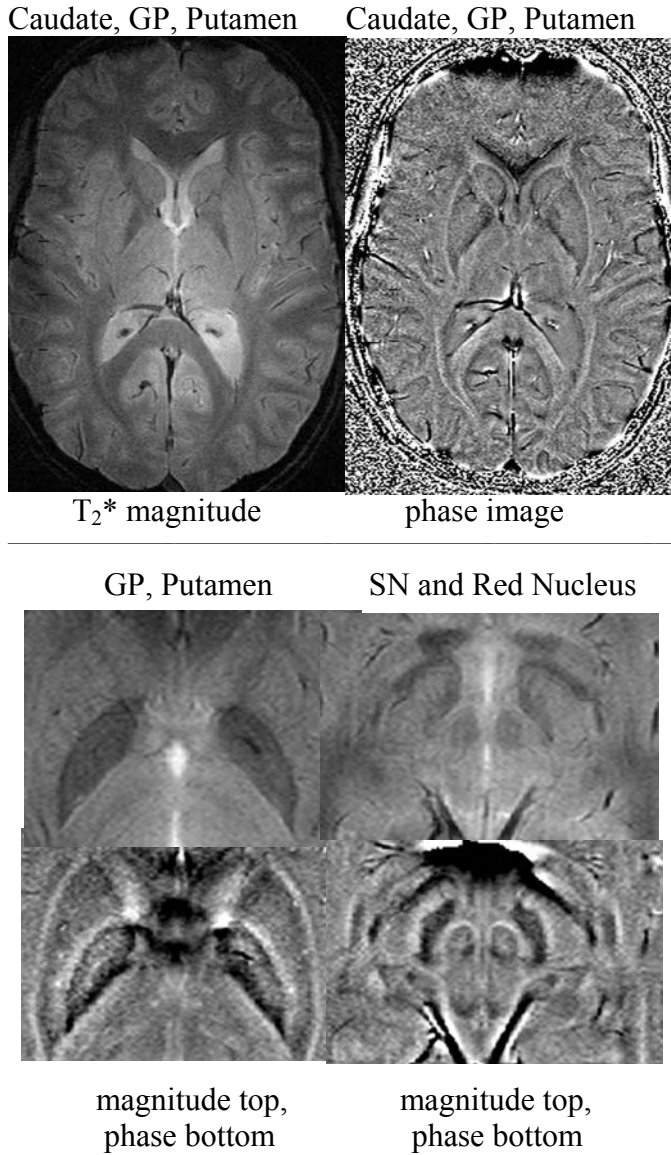 Caudate, GP, Putamen
Caudate, GP, Putamen
T₂* magnitude
phase image
GP, Putamen
SN and Red Nucleus
magnitude top,
phase bottom
magnitude top,
phase bottom